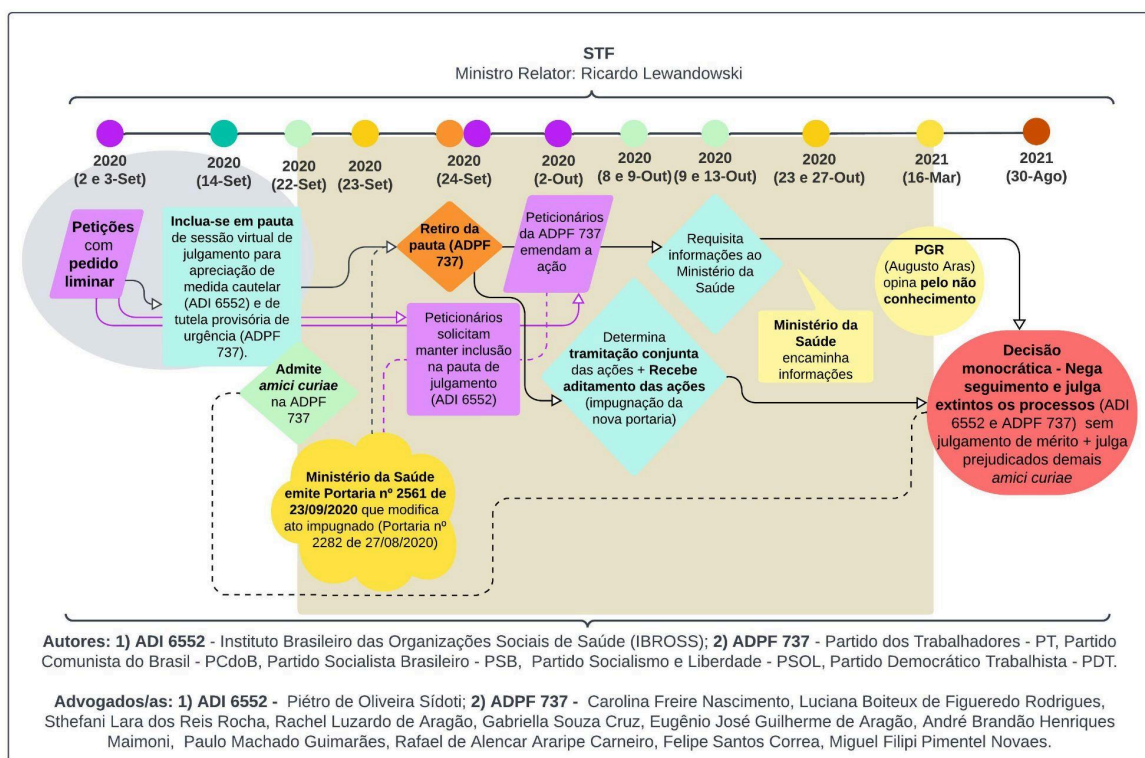 STF
Ministro Relator: Ricardo Lewandowski
2020
(2 e 3-Set)
2020
(14-Set)
2020
(22-Set)
2020
(23-Set)
2020
(24-Set)
2020
(2-Out)
2020
(8 e 9-Out)
2020
(9 e 13-Out)
2020
(23 e 27-Out)
2021
(16-Mar)
2021
(30-Ago)
Petições
com
pedido
liminar
Inclua-se em pauta
de sessão virtual de
julgamento para
apreciação de
medida cautelar
(ADI 6552) e de
tutela provisória de
urgência (ADPF
737).
Admite
amici curiae
na ADPF
737
Ministério da Saúde
emite Portaria nº 2561 de
23/09/2020 que modifica
ato impugnado (Portaria nº
2282 de 27/08/2020)
Retiro da
pauta (ADPF
737)
Peticionários
solicitam
manter inclusão
na pauta de
julgamento
(ADI 6552)
Peticionários
da ADPF 737
emendam a
ação
Determina
tramitação conjunta
das ações + Recebe
aditamento das ações
(impugnação da
nova portaria)
Requisita
informações ao
Ministério da
Saúde
Ministério da
Saúde
encaminha
informações
PGR
(Augusto Aras)
opina pelo não
conhecimento
Decisão
monocrática - Nega
seguimento e julga
extintos os processos (ADI
6552 e ADPF 737) sem
julgamento de mérito + julga
prejudicados demais
amici curiae
Autores: 1) ADI 6552 - Instituto Brasileiro das Organizações Sociais de Saúde (IBROSS); 2) ADPF 737 - Partido dos Trabalhadores - PT, Partido
Comunista do Brasil - PCdoB, Partido Socialista Brasileiro - PSB, Partido Socialismo e Liberdade - PSOL, Partido Democrático Trabalhista - PDT.
Advogados/as: 1) ADI 6552 - Piétro de Oliveira Sídoti; 2) ADPF 737 - Carolina Freire Nascimento, Luciana Boiteux de Figueredo Rodrigues,
Sthefani Lara dos Reis Rocha, Rachel Luzardo de Aragão, Gabriella Souza Cruz, Eugênio José Guilherme de Aragão, André Brandão Henriques
Maimoni, Paulo Machado Guimarães, Rafael de Alencar Araripe Carneiro, Felipe Santos Correa, Miguel Filipi Pimentel Novaes.